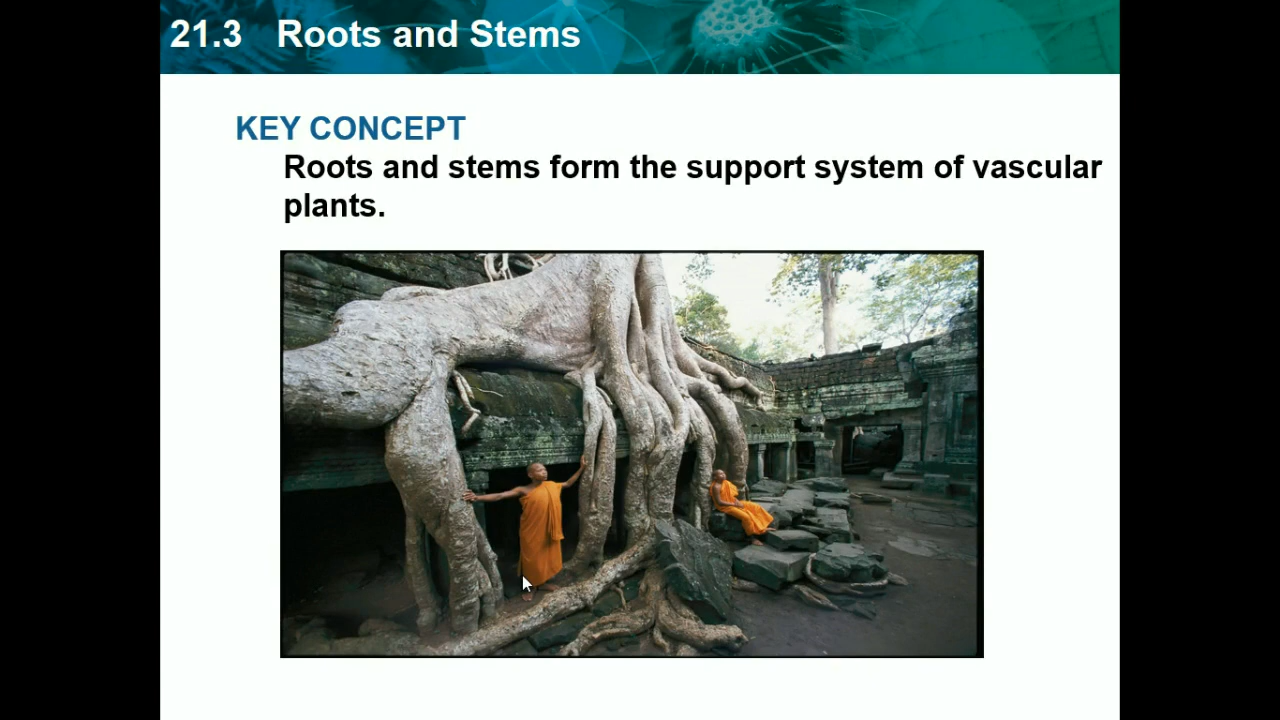 21.3 Roots and Stems
KEY CONCEPT
Roots and stems form the support system of vascular
plants.